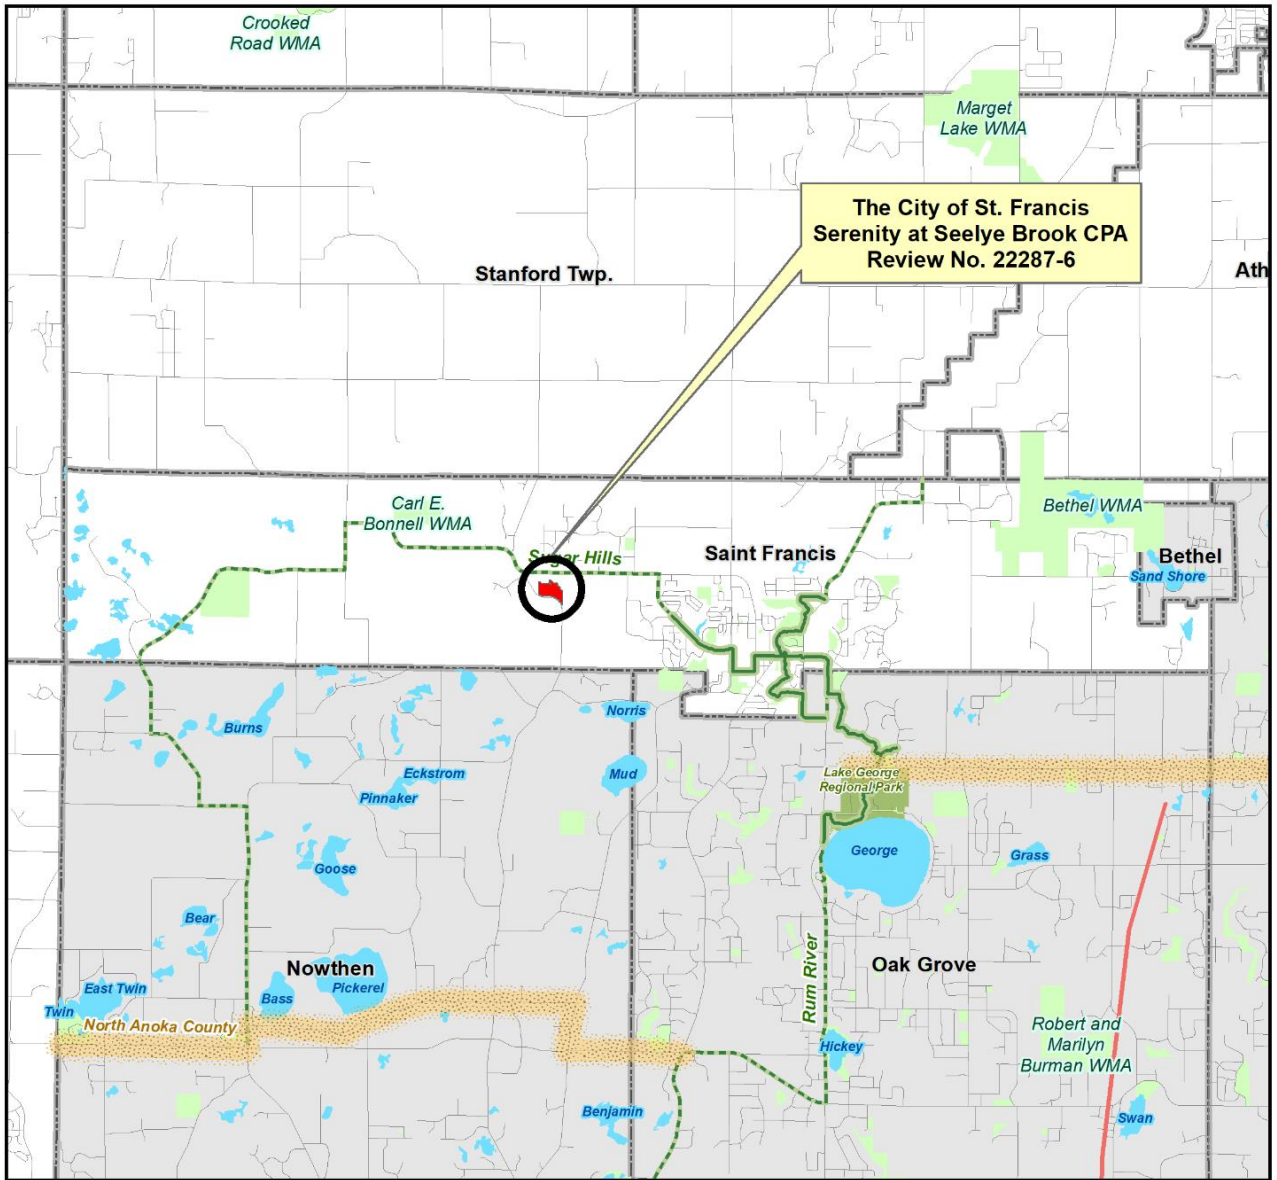 Crooked
Road WMA
Marget
Lake WMA
The City of St. Francis
Serenity at Seelye Brook CPA
Review No. 22287-6
Stanford Twp.
Ath
Carl E.
Bonnell WMA
Bethel WMA
Sugar Hills
Saint Francis
Bethel
Sand Shore
Norris
Burns
Eckstrom
Mud
Pinnaker
Lake George
Regional Park
George
Grass
Goose
Bear
Nowthen
Oak Grove
Rum River
East Twin
Bass
Pickerel
Twin
North Anoka County
Robert and
Marilyn
Burman WMA
Hickey
Benjamin
Swan